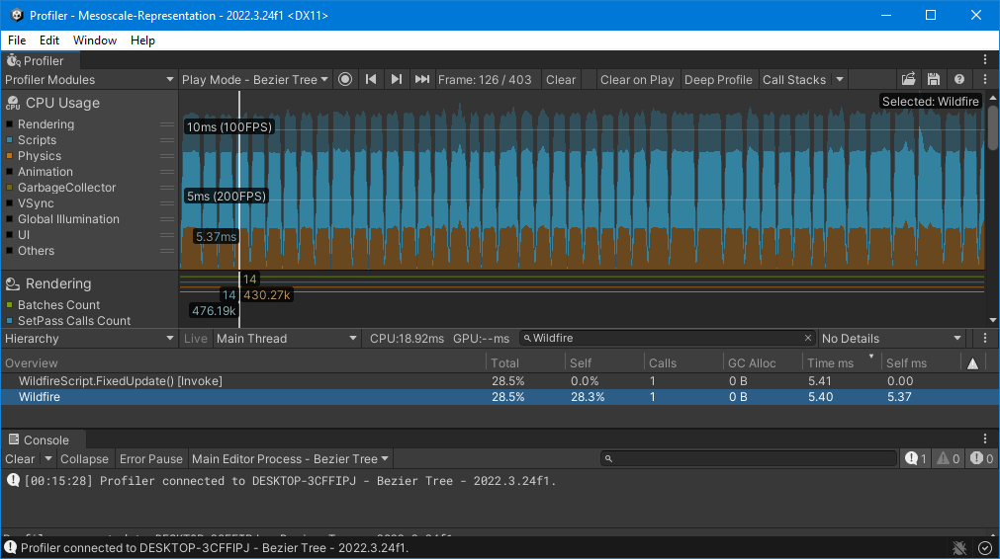 Profiler - Mesoscale-Representation - 2022.3.24f1 <DX11>
File Edit Window Help
Profiler
Profiler Modules Play Mode - Bezier Tree Frame: 126 / 403 Clear Clear on Play Deep Profile Call Stacks
CPU Usage
Selected: Wildfire
Rendering
Scripts
Physics
Animation
GarbageCollector
VSync
Global Illumination
UI
Others
10ms (100FPS)
5ms (200FPS)
5.37ms
Rendering
Batches Count
SetPass Calls Count
14
14 430.27k
476.19k
Hierarchy Live Main Thread CPU:18.92ms GPU:--ms Wildfire No Details
Overview Total Self Calls GC Alloc Time ms Self ms
WildfireScript.FixedUpdate() [Invoke] 28.5% 0.0% 1 0 B 5.41 0.00
Wildfire 28.5% 28.3% 1 0 B 5.40 5.37
Console
Clear Collapse Error Pause Main Editor Process - Bezier Tree 1 0 0
[00:15:28] Profiler connected to DESKTOP-3CFFIPJ - Bezier Tree - 2022.3.24f1.
Profiler connected to DESKTOP-3CFFIPJ - Bezier Tree - 2022.3.24f1.